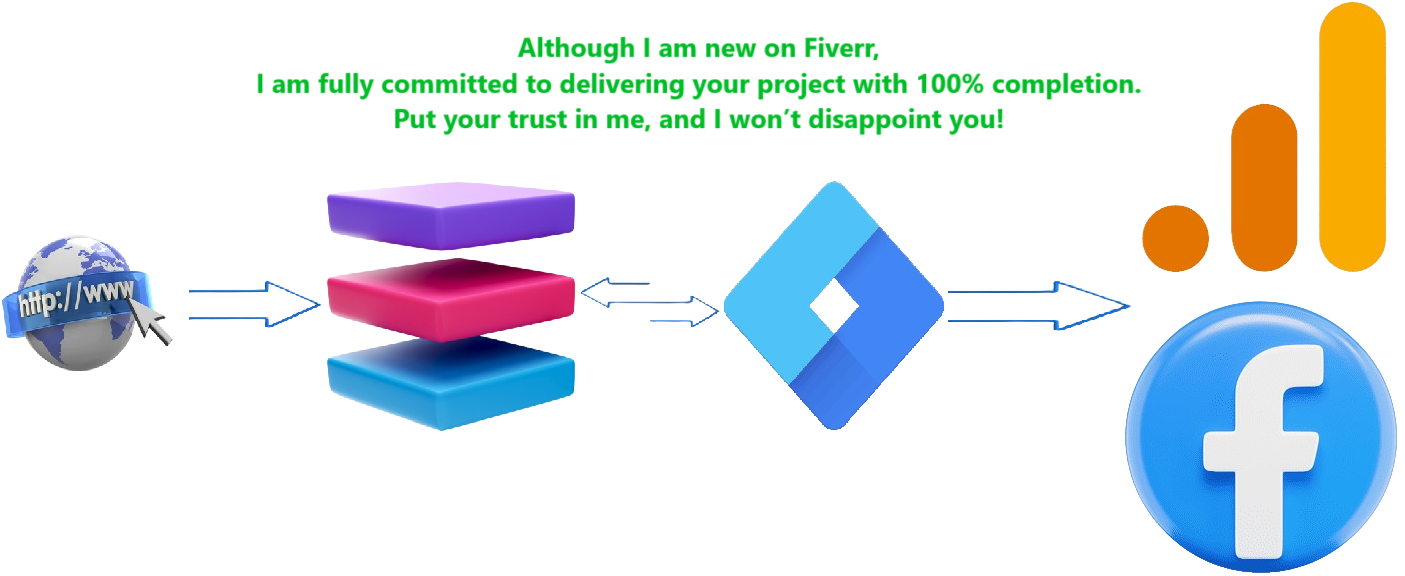 Although I am new on Fiverr,
I am fully committed to delivering your project with 100% completion.
Put your trust in me, and I won’t disappoint you!
http://www